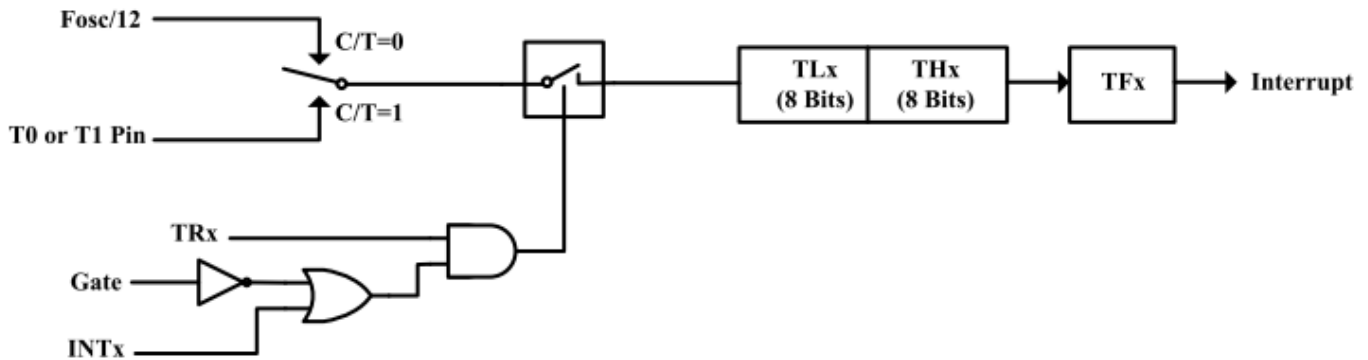 Fosc/12
C/T=0
C/T=1
T0 or T1 Pin
TLx
(8 Bits)
THx
(8 Bits)
TFx
Interrupt
TRx
Gate
INTx